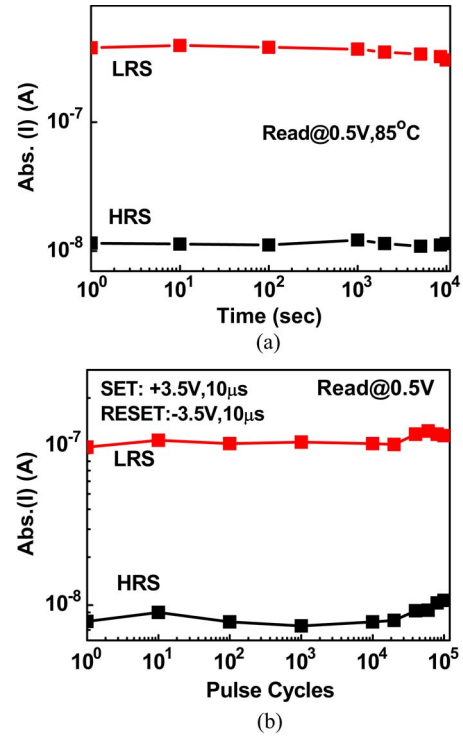 (a)
LRS
10⁻⁷
Abs. (I) (A)
Read@0.5V,85°C
HRS
10⁻⁸
10⁰ 10¹ 10² 10³ 10⁴
Time (sec)
(a)
SET: +3.5V,10μs
Read@0.5V
RESET:-3.5V,10μs
10⁻⁷
LRS
Abs.(I) (A)
HRS
10⁻⁸
10⁰ 10¹ 10² 10³ 10⁴ 10⁵
Pulse Cycles
(b)